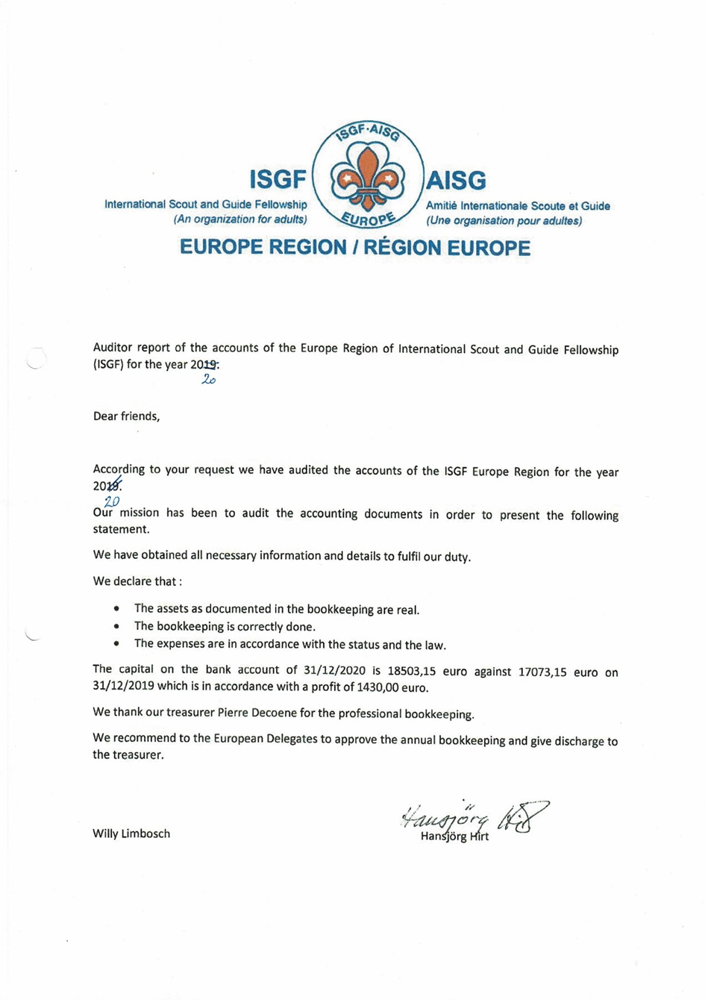 ISGF·AISG
ISGF
AISG
International Scout and Guide Fellowship
Amitié Internationale Scoute et Guide
(An organization for adults)
(Une organisation pour adultes)
EUROPE
EUROPE REGION / RÉGION EUROPE
Auditor report of the accounts of the Europe Region of International Scout and Guide Fellowship
(ISGF) for the year 2019.
20
Dear friends,
According to your request we have audited the accounts of the ISGF Europe Region for the year
2019.
20
Our mission has been to audit the accounting documents in order to present the following
statement.
We have obtained all necessary information and details to fulfil our duty.
We declare that :
• The assets as documented in the bookkeeping are real.
• The bookkeeping is correctly done.
• The expenses are in accordance with the status and the law.
The capital on the bank account of 31/12/2020 is 18503,15 euro against 17073,15 euro on
31/12/2019 which is in accordance with a profit of 1430,00 euro.
We thank our treasurer Pierre Decoene for the professional bookkeeping.
We recommend to the European Delegates to approve the annual bookkeeping and give discharge to
the treasurer.
Hansjörg Hirt
Willy Limbosch
Hansjörg Hirt